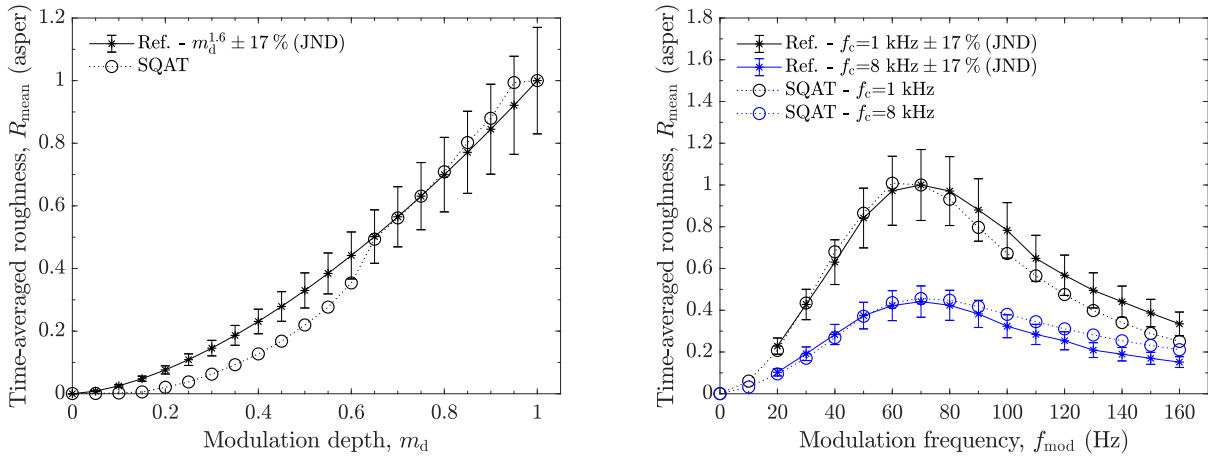 Ref. - m_d^1.6 ± 17 % (JND)
SQAT
Time-averaged roughness, R_mean (asper)
1.2
1
0.8
0.6
0.4
0.2
0
0 0.2 0.4 0.6 0.8 1
Modulation depth, m_d
Ref. - f_c=1 kHz ± 17 % (JND)
Ref. - f_c=8 kHz ± 17 % (JND)
SQAT - f_c=1 kHz
SQAT - f_c=8 kHz
Time-averaged roughness, R_mean (asper)
1.8
1.6
1.4
1.2
1
0.8
0.6
0.4
0.2
0
0 20 40 60 80 100 120 140 160
Modulation frequency, f_mod (Hz)